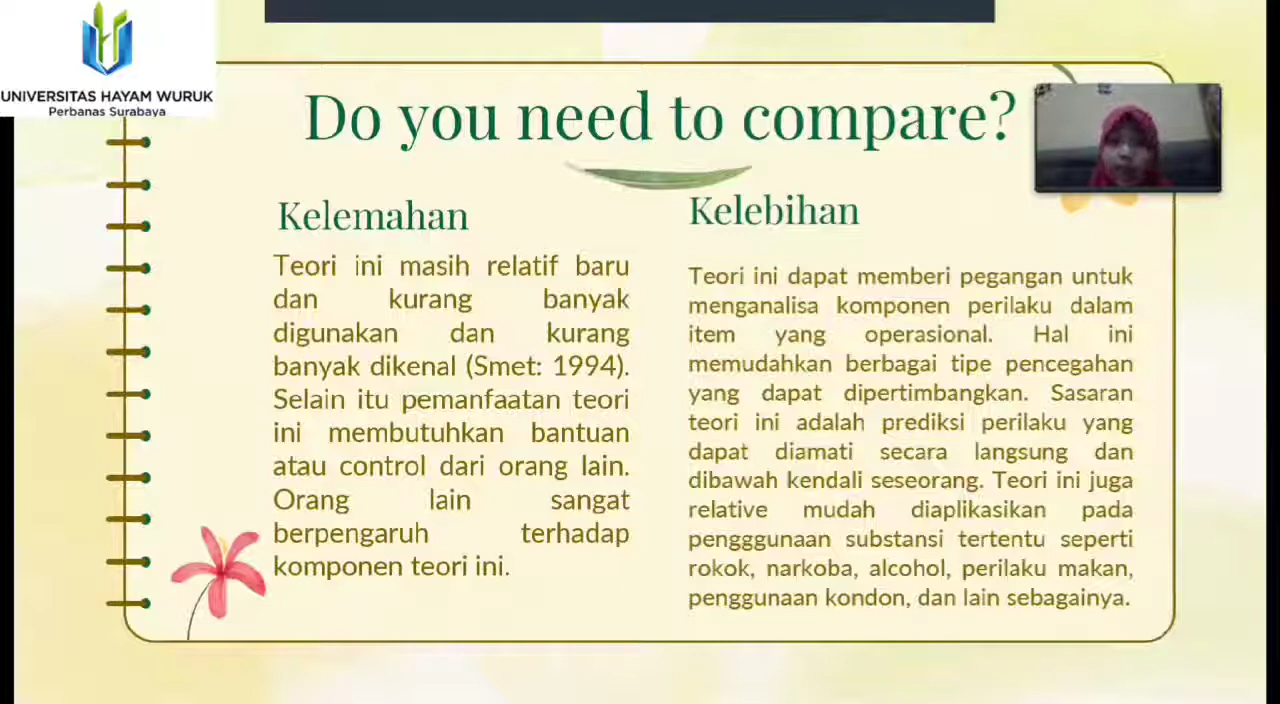 UNIVERSITAS HAYAM WURUK
Perbanas Surabaya
Do you need to compare?
Kelemahan
Teori ini masih relatif baru
dan kurang banyak
digunakan dan kurang
banyak dikenal (Smet: 1994).
Selain itu pemanfaatan teori
ini membutuhkan bantuan
atau control dari orang lain.
Orang lain sangat
berpengaruh terhadap
komponen teori ini.
Kelebihan
Teori ini dapat memberi pegangan untuk
menganalisa komponen perilaku dalam
item yang operasional. Hal ini
memudahkan berbagai tipe pencegahan
yang dapat dipertimbangkan. Sasaran
teori ini adalah prediksi perilaku yang
dapat diamati secara langsung dan
dibawah kendali seseorang. Teori ini juga
relative mudah diaplikasikan pada
pengggunaan substansi tertentu seperti
rokok, narkoba, alcohol, perilaku makan,
penggunaan kondon, dan lain sebagainya.